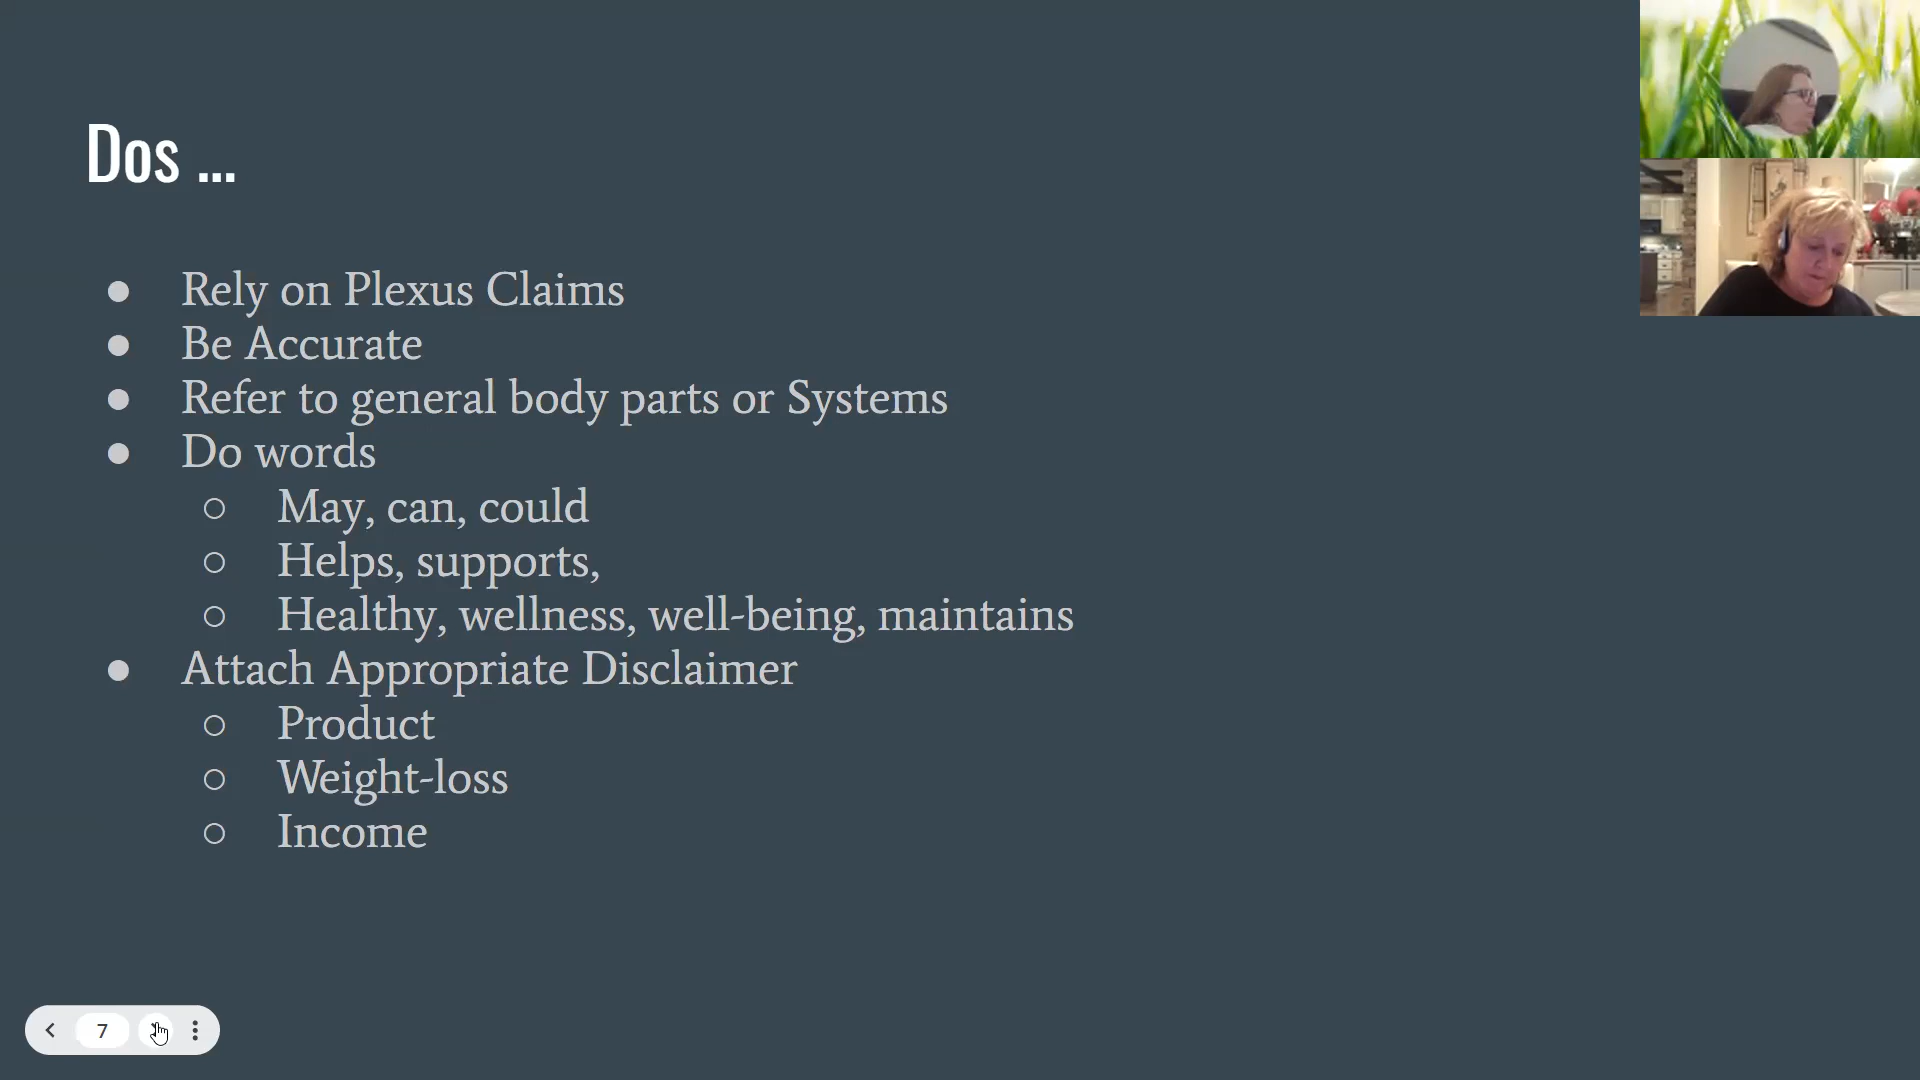 Dos ...
Rely on Plexus Claims
Be Accurate
Refer to general body parts or Systems
Do words
May, can, could
Helps, supports,
Healthy, wellness, well-being, maintains
Attach Appropriate Disclaimer
Product
Weight-loss
Income
7